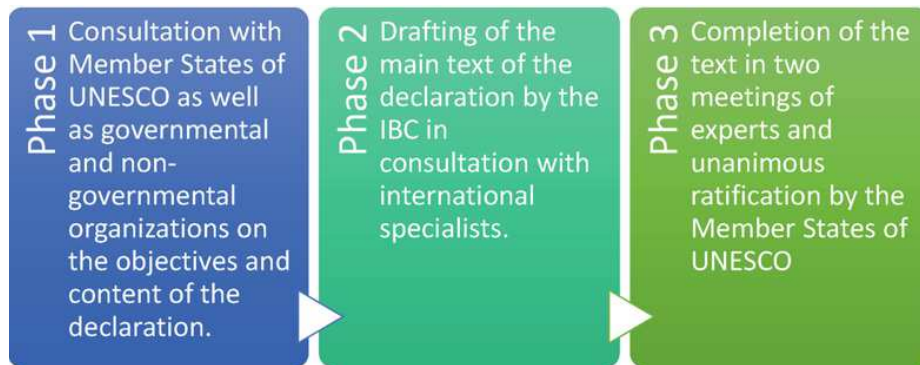 Phase 1
Consultation with
Member States of
UNESCO as well
as governmental
and non-
governmental
organizations on
the objectives and
content of the
declaration.
Phase 2
Drafting of the
main text of the
declaration by the
IBC in
consultation with
international
specialists.
Phase 3
Completion of the
text in two
meetings of
experts and
unanimous
ratification by the
Member States of
UNESCO